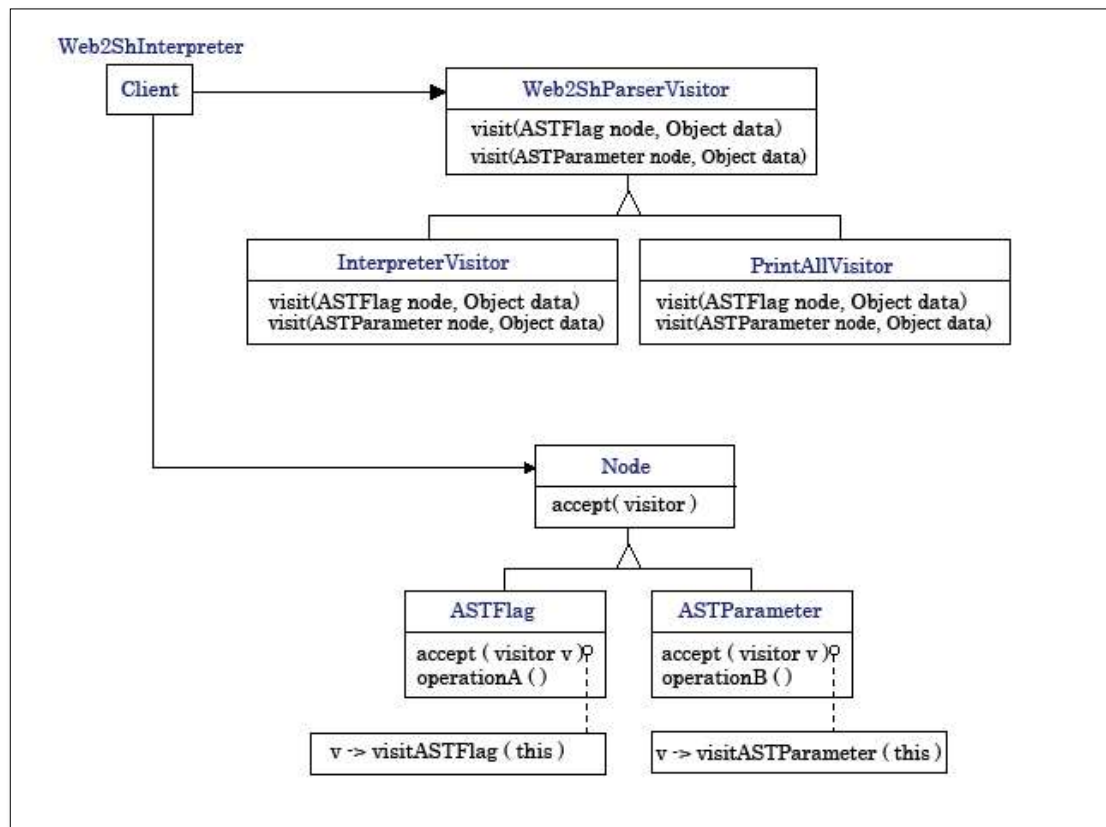 Web2ShInterpreter
Client
Web2ShParserVisitor
visit(ASTFlag node, Object data)
visit(ASTParameter node, Object data)
InterpreterVisitor
visit(ASTFlag node, Object data)
visit(ASTParameter node, Object data)
PrintAllVisitor
visit(ASTFlag node, Object data)
visit(ASTParameter node, Object data)
Node
accept( visitor )
ASTFlag
accept ( visitor v )
operationA ( )
ASTParameter
accept ( visitor v )
operationB ( )
v -> visitASTFlag ( this )
v -> visitASTParameter ( this )